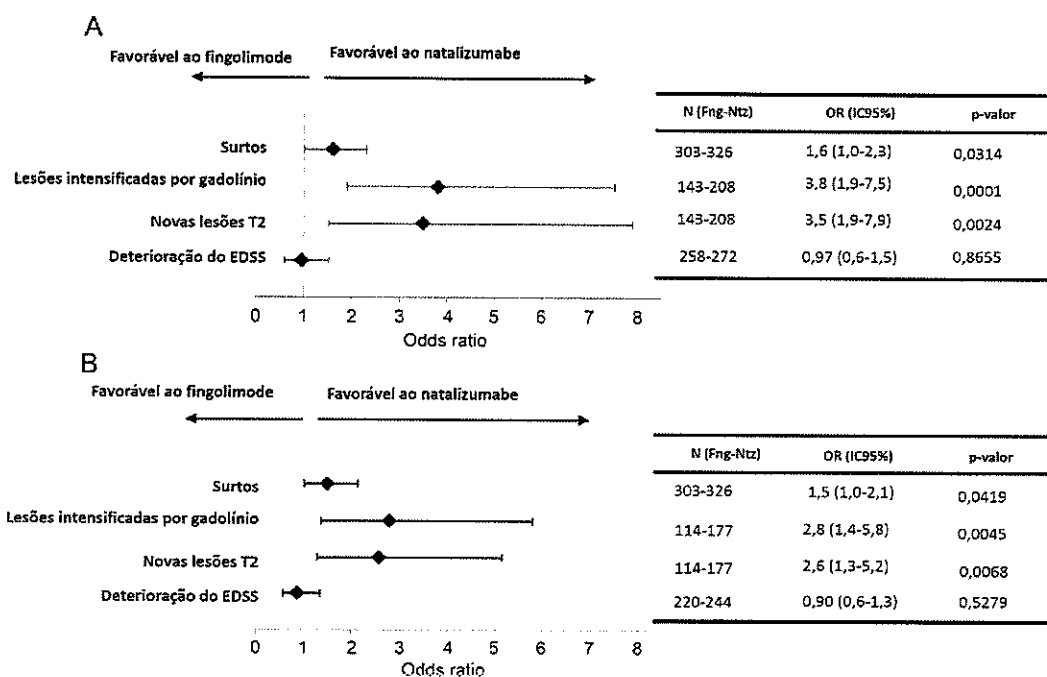 A
Favorável ao fingolimode Favorável ao natalizumabe
N (Fng-Ntz) OR (IC95%) p-valor
Surtos 303-326 1,6 (1,0-2,3) 0,0314
Lesões intensificadas por gadolínio 143-208 3,8 (1,9-7,5) 0,0001
Novas lesões T2 143-208 3,5 (1,9-7,9) 0,0024
Deterioração do EDSS 258-272 0,97 (0,6-1,5) 0,8655
0 1 2 3 4 5 6 7 8
Odds ratio
B
Favorável ao fingolimode Favorável ao natalizumabe
N (Fng-Ntz) OR (IC95%) p-valor
Surtos 303-326 1,5 (1,0-2,1) 0,0419
Lesões intensificadas por gadolínio 114-177 2,8 (1,4-5,8) 0,0045
Novas lesões T2 114-177 2,6 (1,3-5,2) 0,0068
Deterioração do EDSS 220-244 0,90 (0,6-1,3) 0,5279
0 1 2 3 4 5 6 7 8
Odds ratio